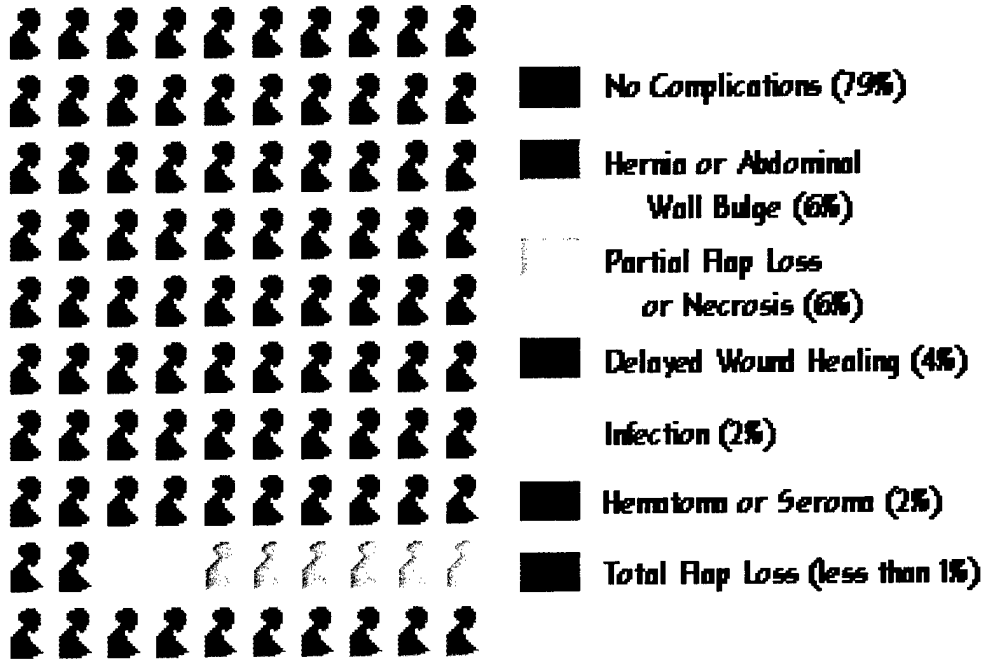 No Complications (79%)
Hernia or Abdominal
Wall Bulge (6%)
Partial Flap Loss
or Necrosis (6%)
Delayed Wound Healing (4%)
Infection (2%)
Hematoma or Seroma (2%)
Total Flap Loss (less than 1%)